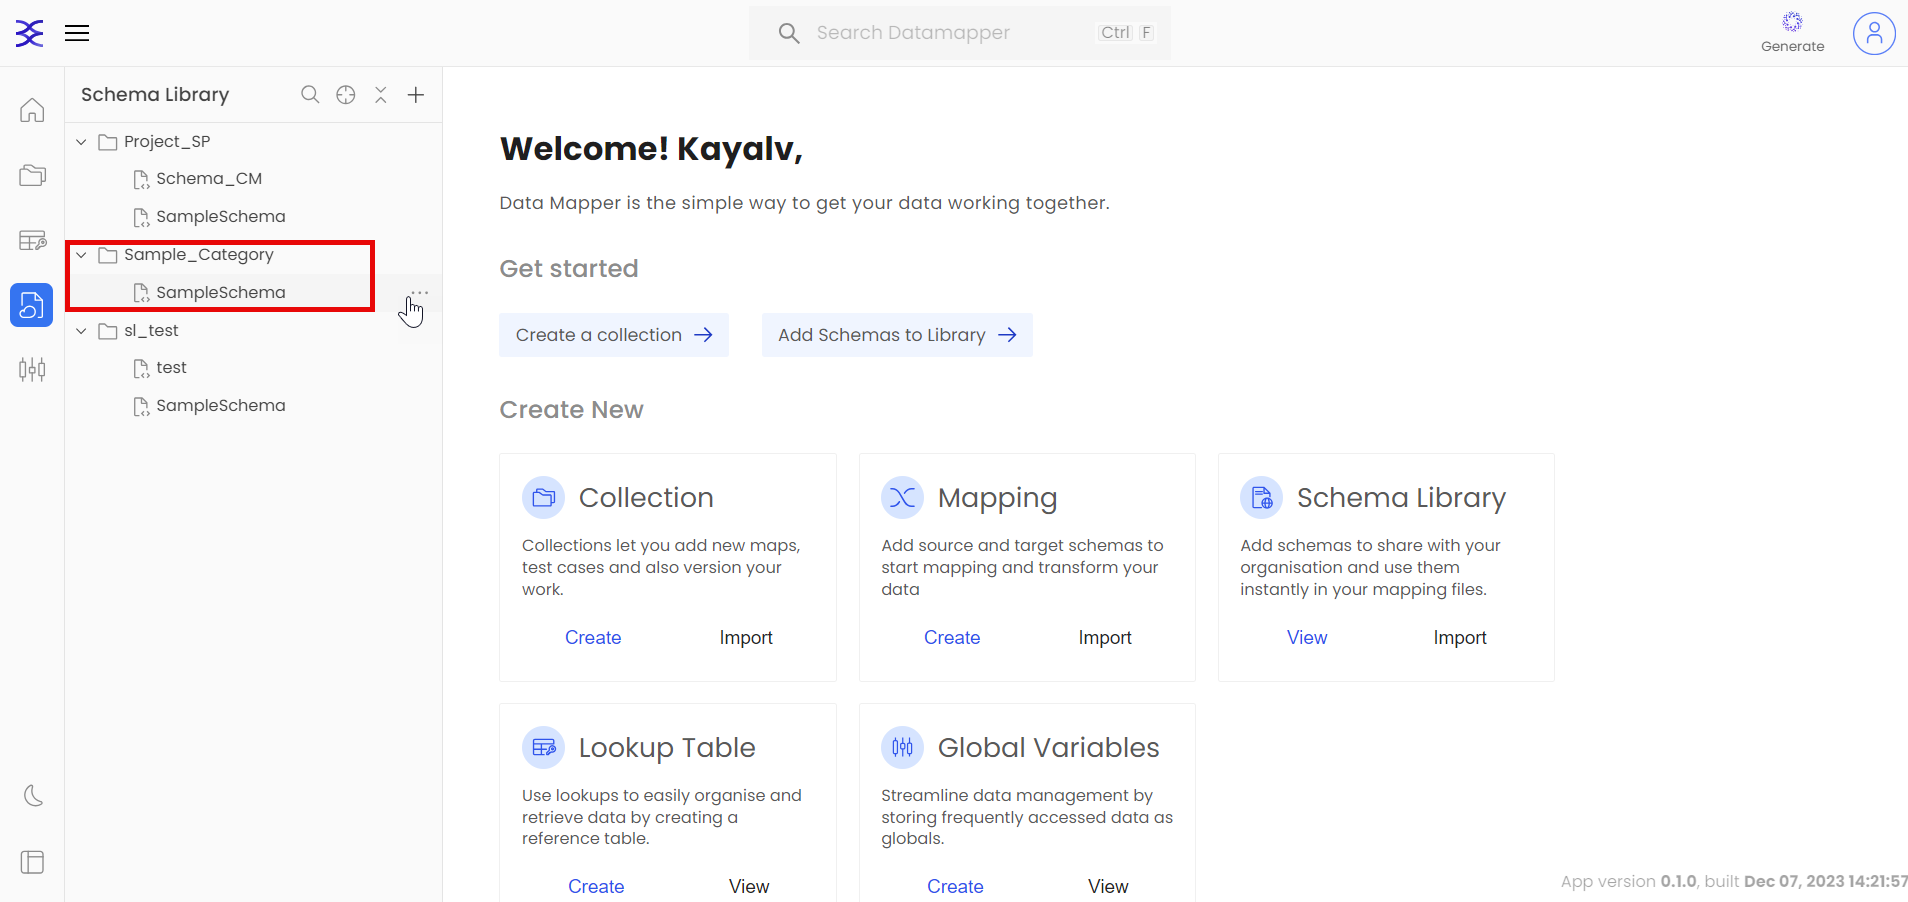 Search Datamapper Ctrl F
Generate
Schema Library
Project_SP
Schema_CM
SampleSchema
Sample_Category
SampleSchema
sl_test
test
SampleSchema
Welcome! Kayalv,
Data Mapper is the simple way to get your data working together.
Get started
Create a collection
Add Schemas to Library
Create New
Collection
Collections let you add new maps,
test cases and also version your
work.
Create Import
Mapping
Add source and target schemas to
start mapping and transform your
data
Create Import
Schema Library
Add schemas to share with your
organisation and use them
instantly in your mapping files.
View Import
Lookup Table
Use lookups to easily organise and
retrieve data by creating a
reference table.
Create View
Global Variables
Streamline data management by
storing frequently accessed data as
globals.
Create View
App version 0.1.0, built Dec 07, 2023 14:21:57